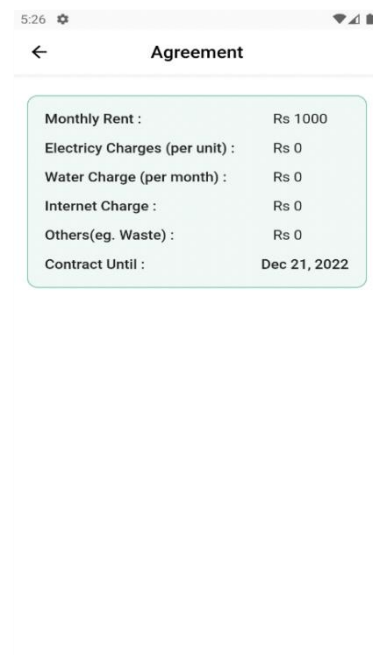 5:26
Agreement
Monthly Rent : Rs 1000
Electricy Charges (per unit) : Rs 0
Water Charge (per month) : Rs 0
Internet Charge : Rs 0
Others(eg. Waste) : Rs 0
Contract Until : Dec 21, 2022